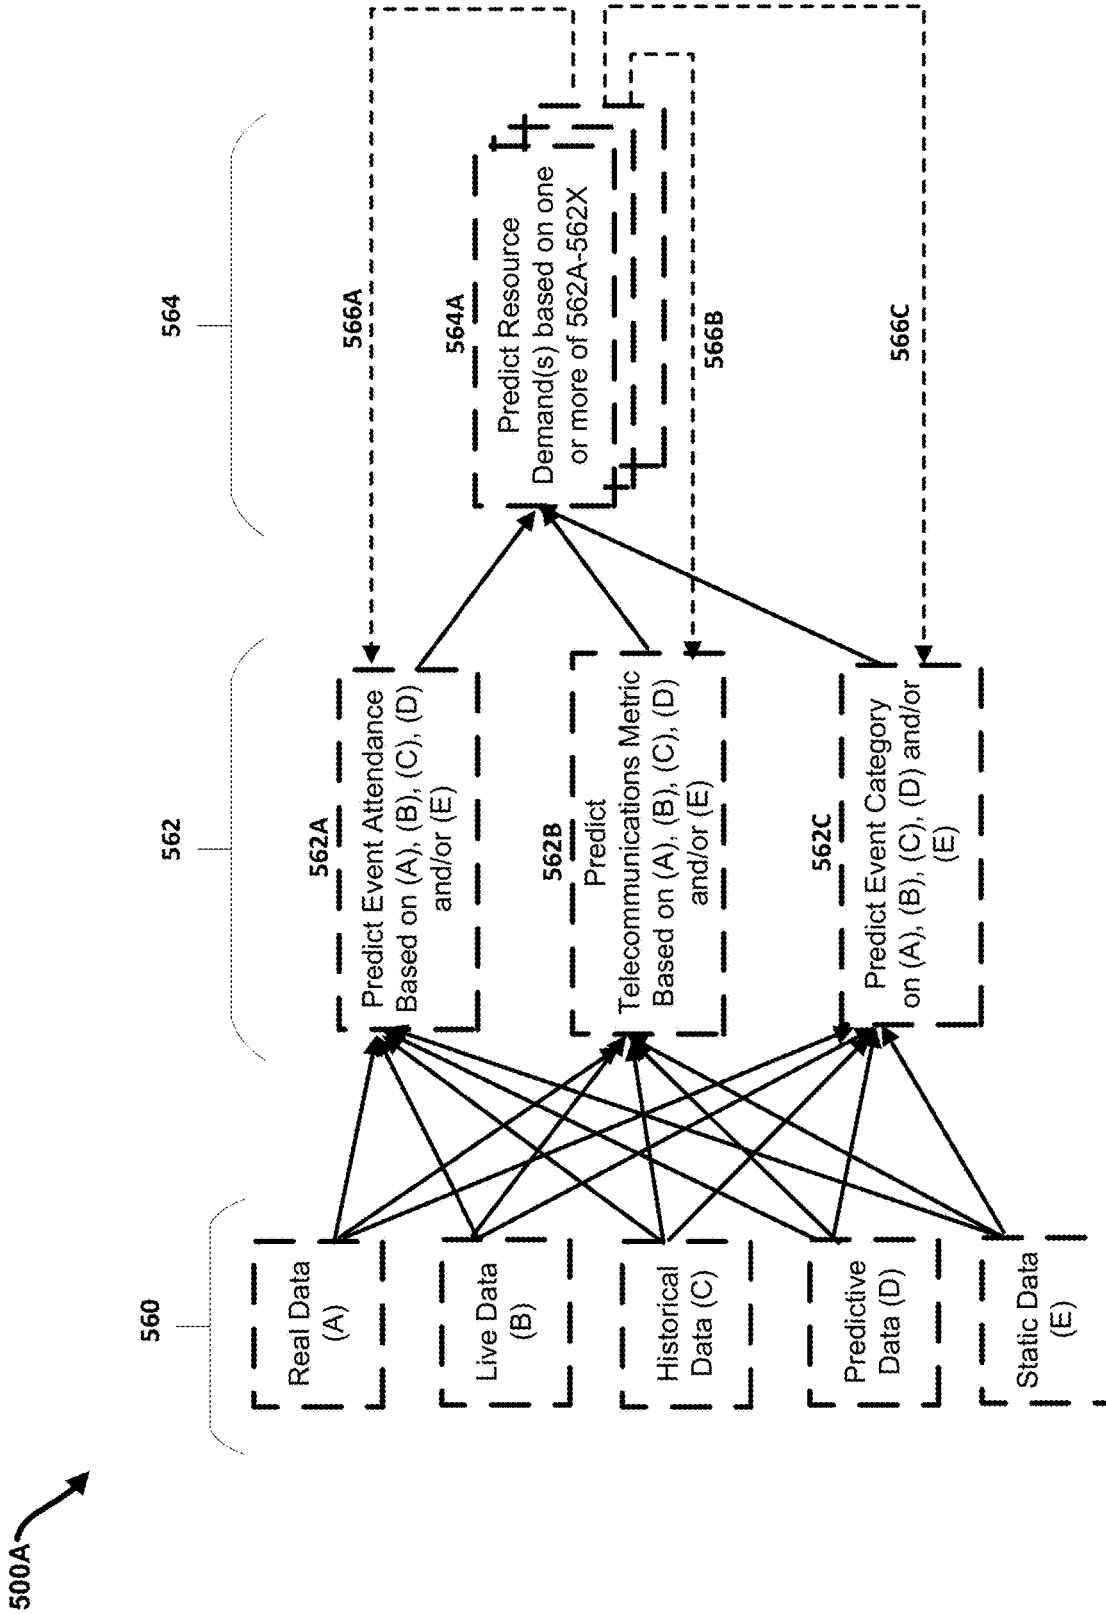 500A
560
Real Data
(A)
Live Data
(B)
Historical
Data (C)
Predictive
Data (D)
Static Data
(E)
562
562A
Predict Event Attendance
Based on (A), (B), (C), (D)
and/or (E)
562B
Predict
Telecommunications Metric
Based on (A), (B), (C), (D)
and/or (E)
562C
Predict Event Category
on (A), (B), (C), (D) and/or
(E)
564
566A
564A
Predict Resource
Demand(s) based on one
or more of 562A-562X
566B
566C